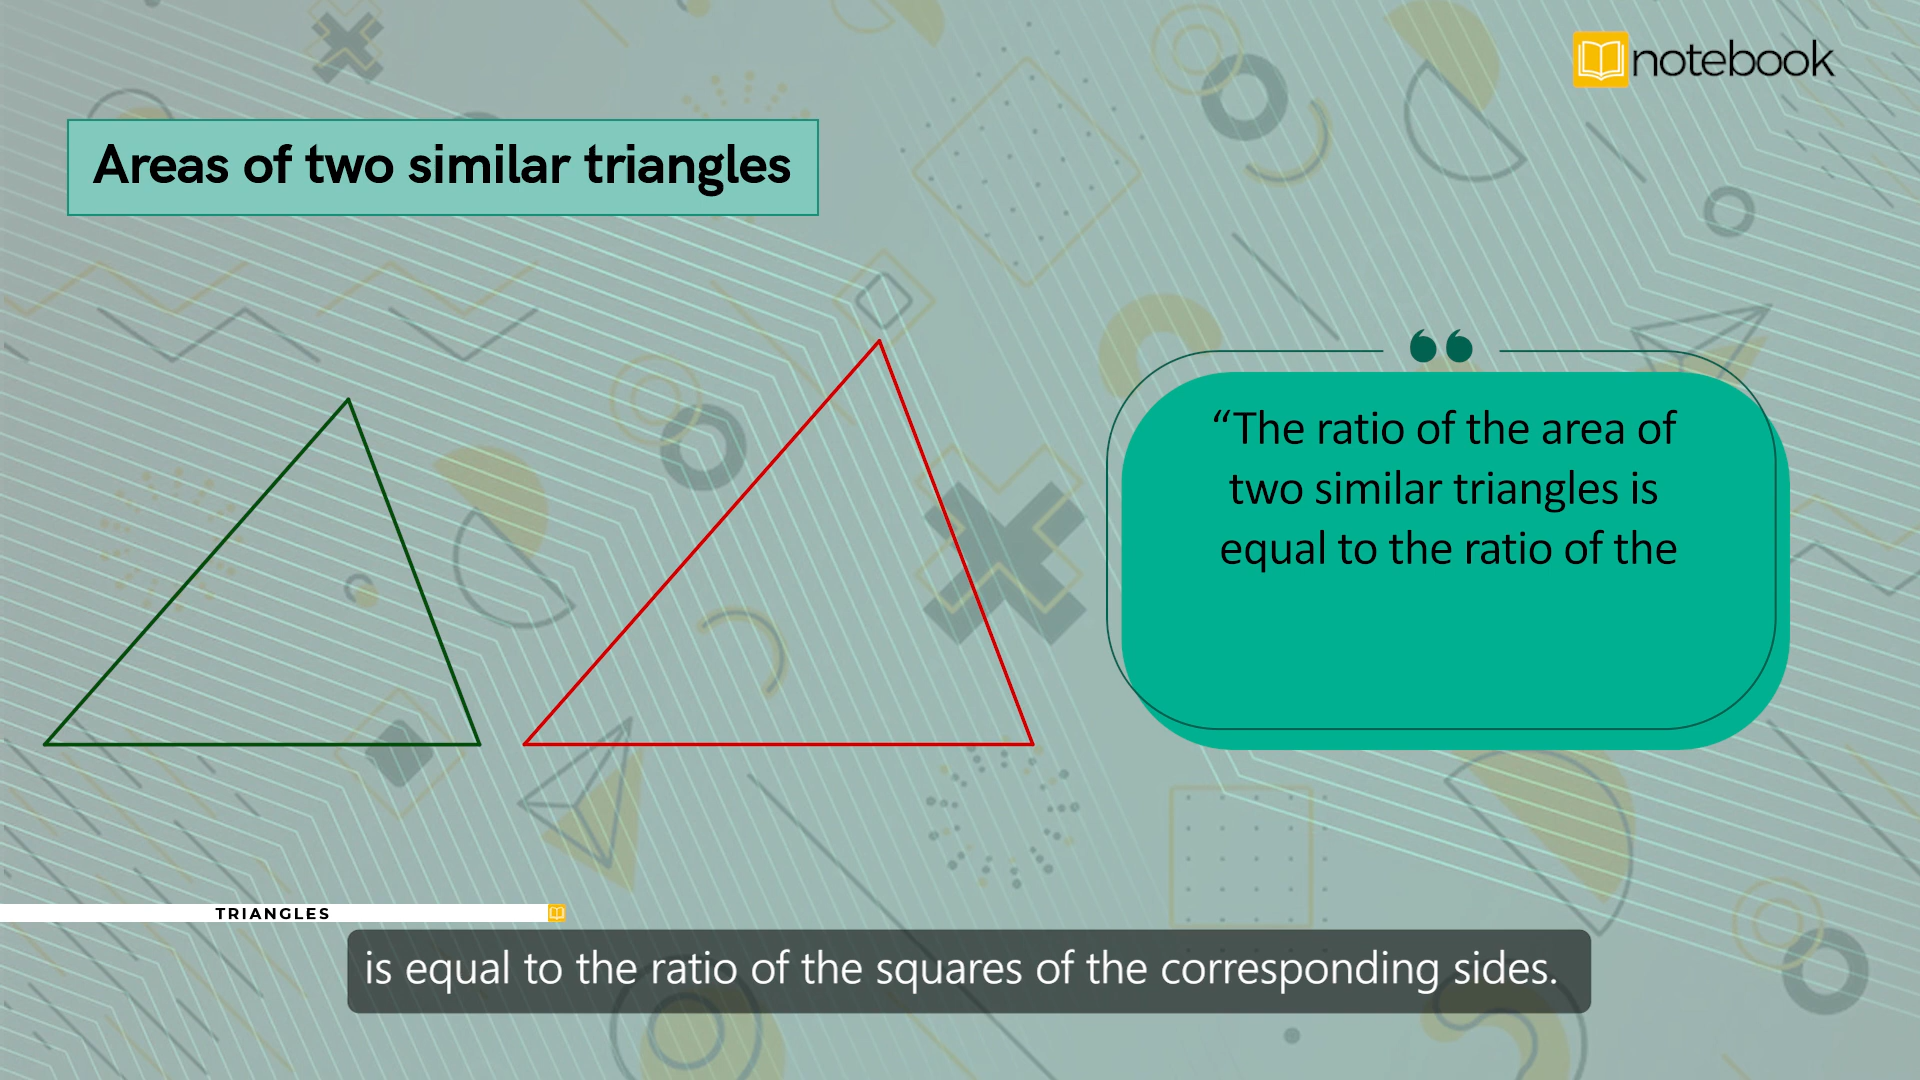 notebook
Areas of two similar triangles
“The ratio of the area of
two similar triangles is
equal to the ratio of the
TRIANGLES
is equal to the ratio of the squares of the corresponding sides.